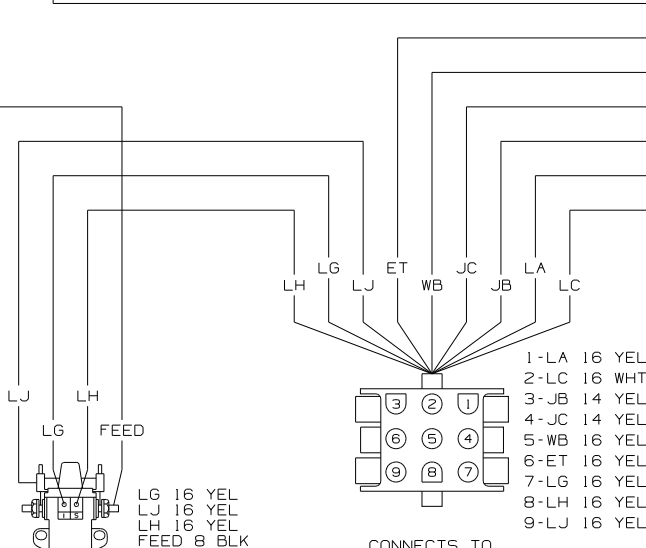 LG
ET
JC
LA
LH
LJ
WB
JB
LC
LJ
LH
LG
FEED
3 2 1
6 5 4
9 8 7
1-LA 16 YEL
2-LC 16 WHT
3-JB 14 YEL
4-JC 14 YEL
5-WB 16 YEL
6-ET 16 YEL
7-LG 16 YEL
8-LH 16 YEL
9-LJ 16 YEL
I S
LG 16 YEL
LJ 16 YEL
LH 16 YEL
FEED 8 BLK
CONNECTS TO